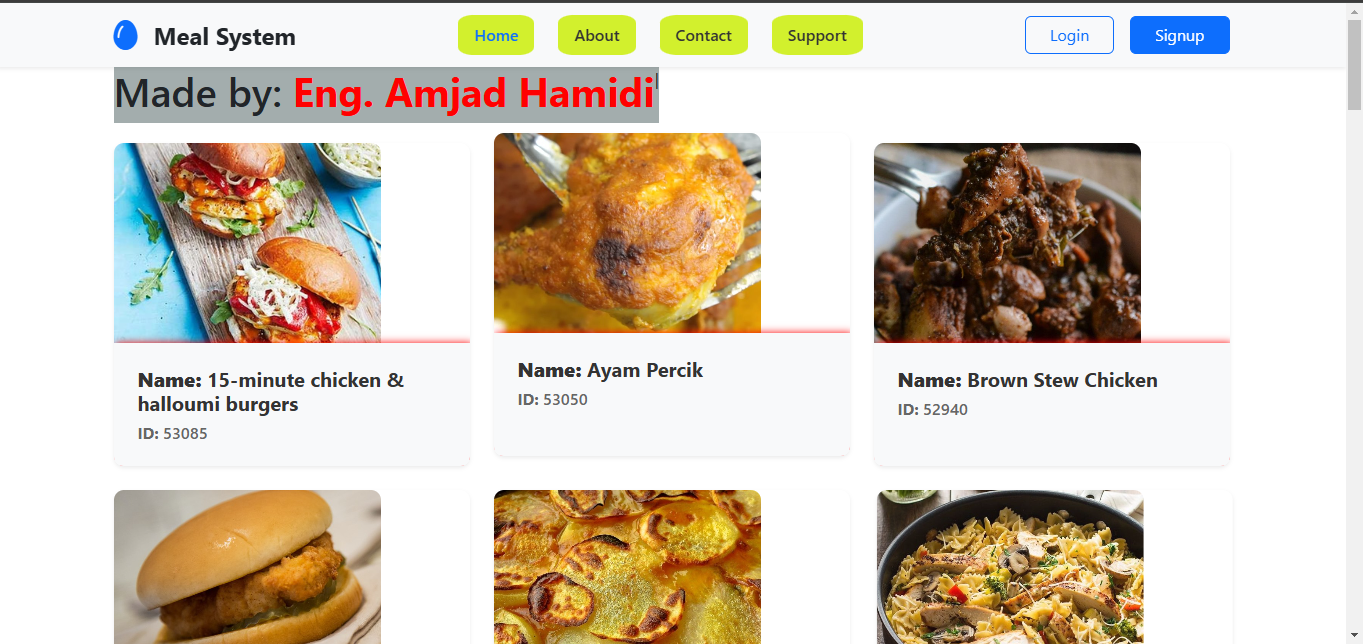 Meal System
Home
About
Contact
Support
Login
Signup
Made by: Eng. Amjad Hamidi
Name: 15-minute chicken &
halloumi burgers
ID: 53085
Name: Ayam Percik
ID: 53050
Name: Brown Stew Chicken
ID: 52940